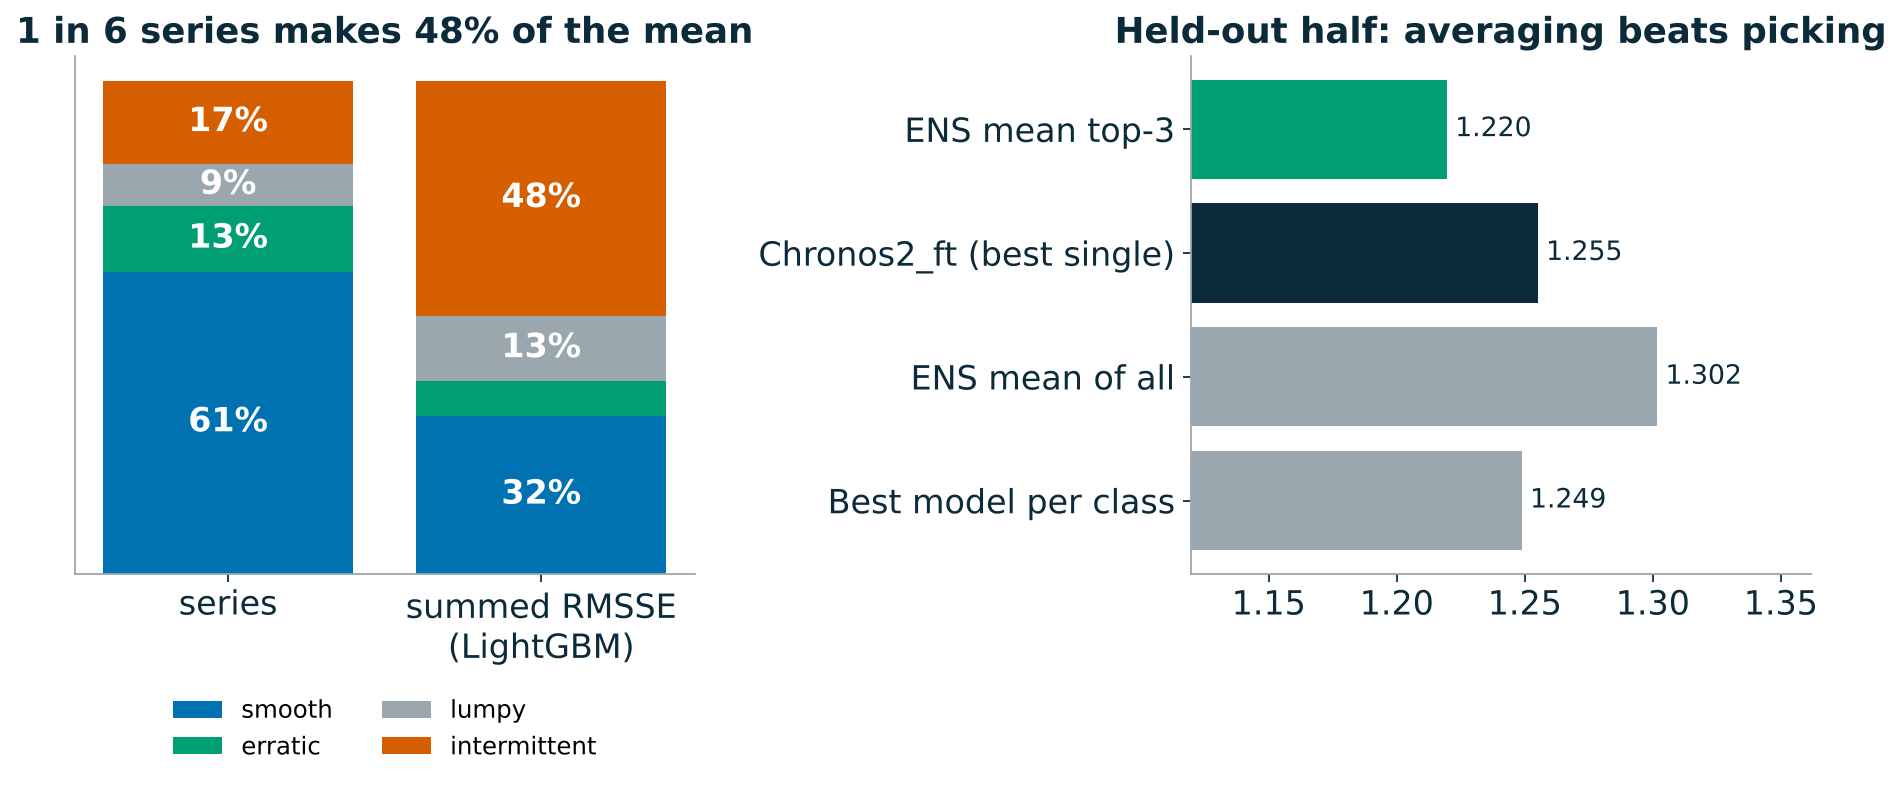 1 in 6 series makes 48% of the mean
17%
9%
13%
61%
48%
13%
32%
series
summed RMSSE
(LightGBM)
smooth
erratic
lumpy
intermittent
Held-out half: averaging beats picking
ENS mean top-3
1.220
Chronos2_ft (best single)
1.255
ENS mean of all
1.302
Best model per class
1.249
1.15 1.20 1.25 1.30 1.35